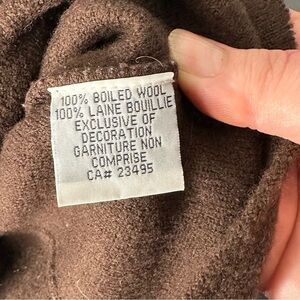 100% BOILED WOOL
100% LAINE BOUILLIE
EXCLUSIVE OF
DECORATION
GARNITURE NON
COMPRISE
CA# 23495